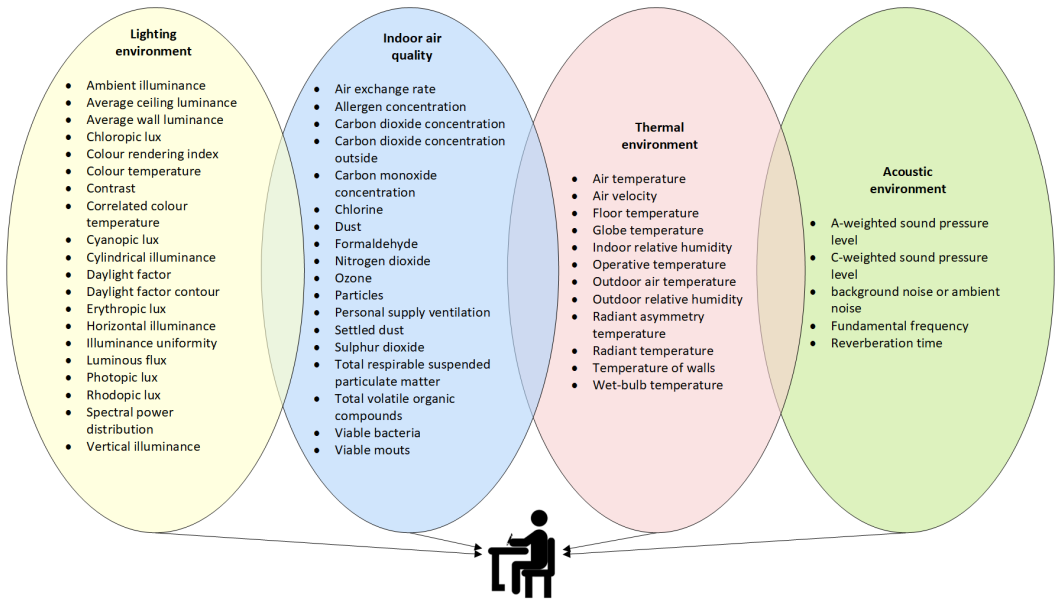 Lighting
environment
● Ambient illuminance
● Average ceiling luminance
● Average wall luminance
● Chloropic lux
● Colour rendering index
● Colour temperature
● Contrast
● Correlated colour
temperature
● Cyanopic lux
● Cylindrical illuminance
● Daylight factor
● Daylight factor contour
● Erythropic lux
● Horizontal illuminance
● Illuminance uniformity
● Luminous flux
● Photopic lux
● Rhodopic lux
● Spectral power
distribution
● Vertical illuminance
Indoor air
quality
● Air exchange rate
● Allergen concentration
● Carbon dioxide concentration
● Carbon dioxide concentration
outside
● Carbon monoxide
concentration
● Chlorine
● Dust
● Formaldehyde
● Nitrogen dioxide
● Ozone
● Particles
● Personal supply ventilation
● Settled dust
● Sulphur dioxide
● Total respirable suspended
particulate matter
● Total volatile organic
compounds
● Viable bacteria
● Viable mouts
Thermal
environment
● Air temperature
● Air velocity
● Floor temperature
● Globe temperature
● Indoor relative humidity
● Operative temperature
● Outdoor air temperature
● Outdoor relative humidity
● Radiant asymmetry
temperature
● Radiant temperature
● Temperature of walls
● Wet-bulb temperature
Acoustic
environment
● A-weighted sound pressure
level
● C-weighted sound pressure
level
● background noise or ambient
noise
● Fundamental frequency
● Reverberation time